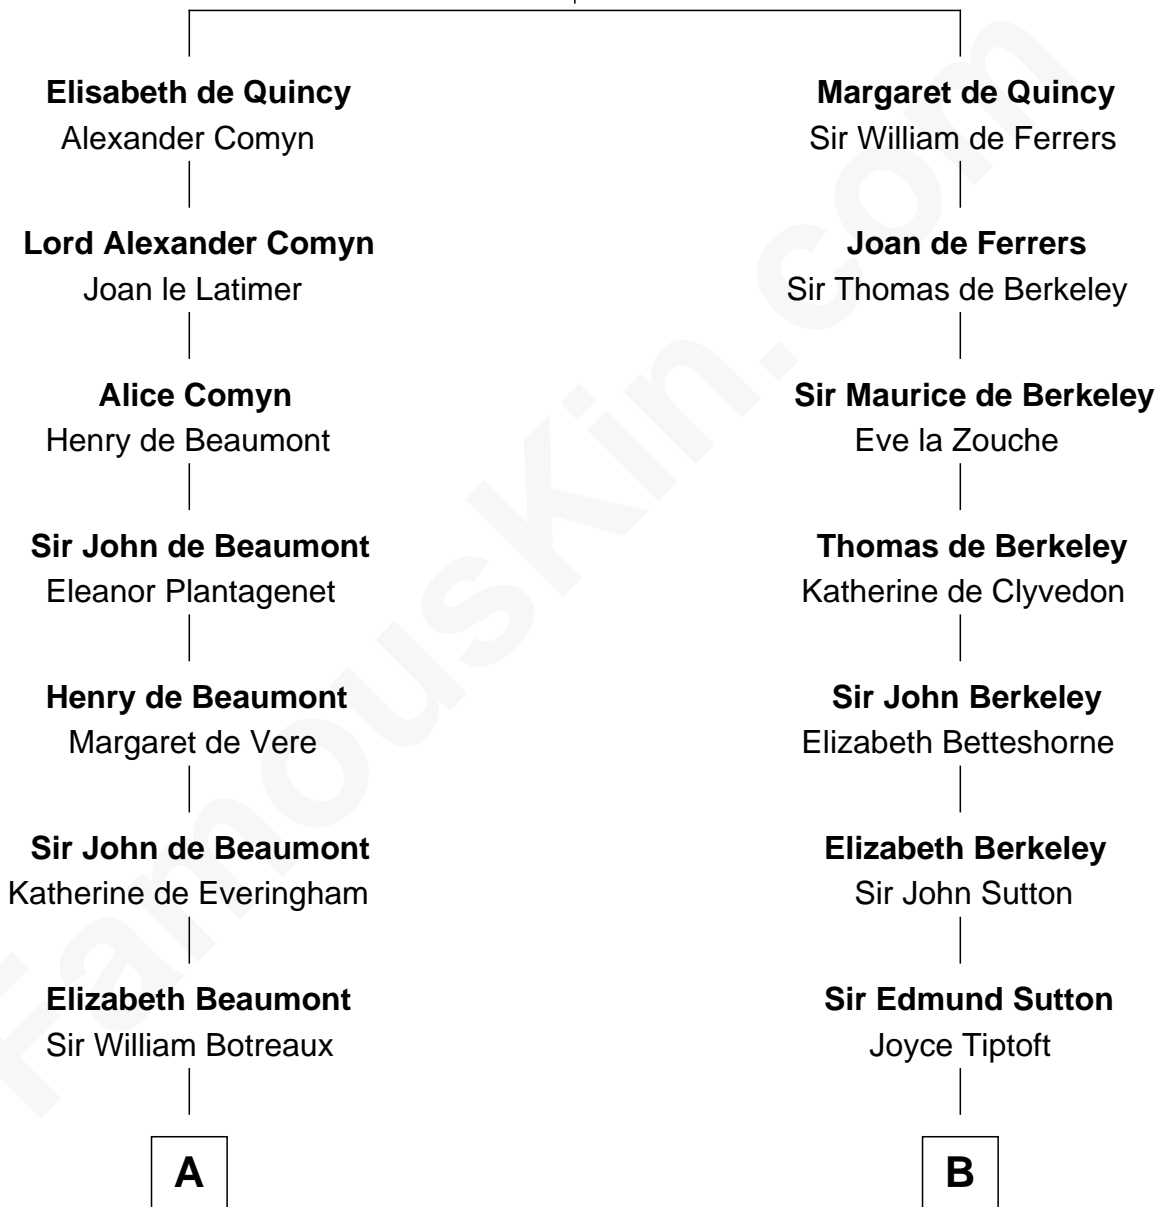 Elisabeth de Quincy
Alexander Comyn
Lord Alexander Comyn
Joan le Latimer
Alice Comyn
Henry de Beaumont
Sir John de Beaumont
Eleanor Plantagenet
Henry de Beaumont
Margaret de Vere
Sir John de Beaumont
Katherine de Everingham
Elizabeth Beaumont
Sir William Botreaux
A
Margaret de Quincy
Sir William de Ferrers
Joan de Ferrers
Sir Thomas de Berkeley
Sir Maurice de Berkeley
Eve la Zouche
Thomas de Berkeley
Katherine de Clyvedon
Sir John Berkeley
Elizabeth Betteshorne
Elizabeth Berkeley
Sir John Sutton
Sir Edmund Sutton
Joyce Tiptoft
B
FamousKin.com